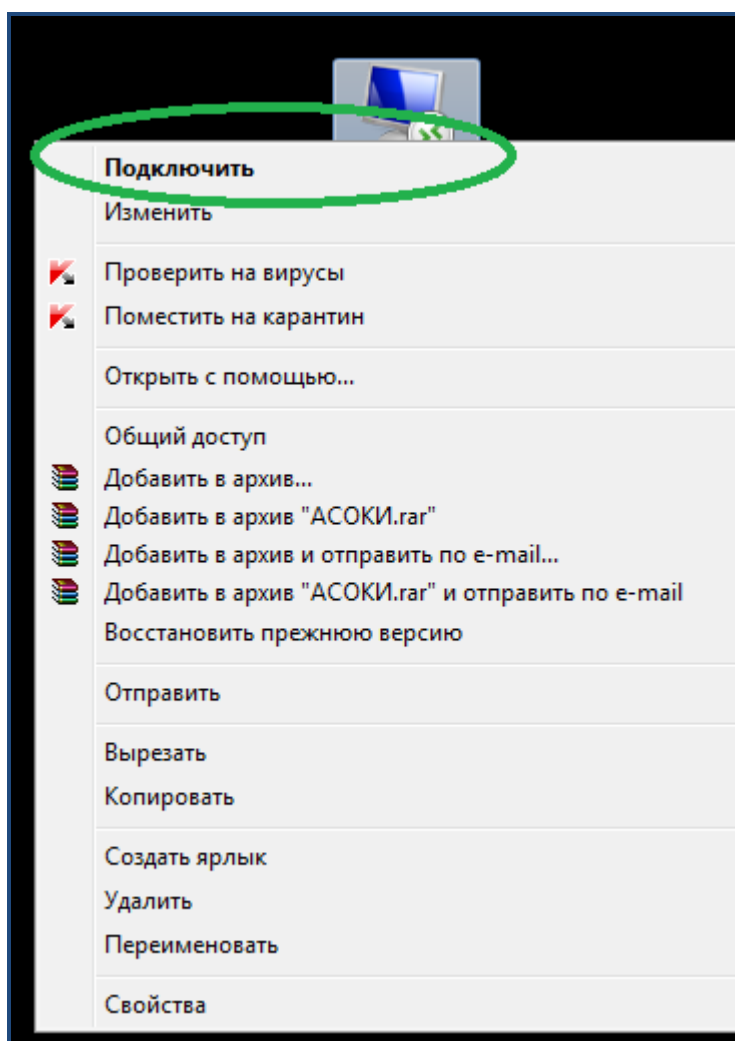 Подключить
Изменить
Проверить на вирусы
Поместить на карантин
Открыть с помощью...
Общий доступ
Добавить в архив...
Добавить в архив "АСОКИ.rar"
Добавить в архив и отправить по e-mail...
Добавить в архив "АСОКИ.rar" и отправить по e-mail
Восстановить прежнюю версию
Отправить
Вырезать
Копировать
Создать ярлык
Удалить
Переименовать
Свойства